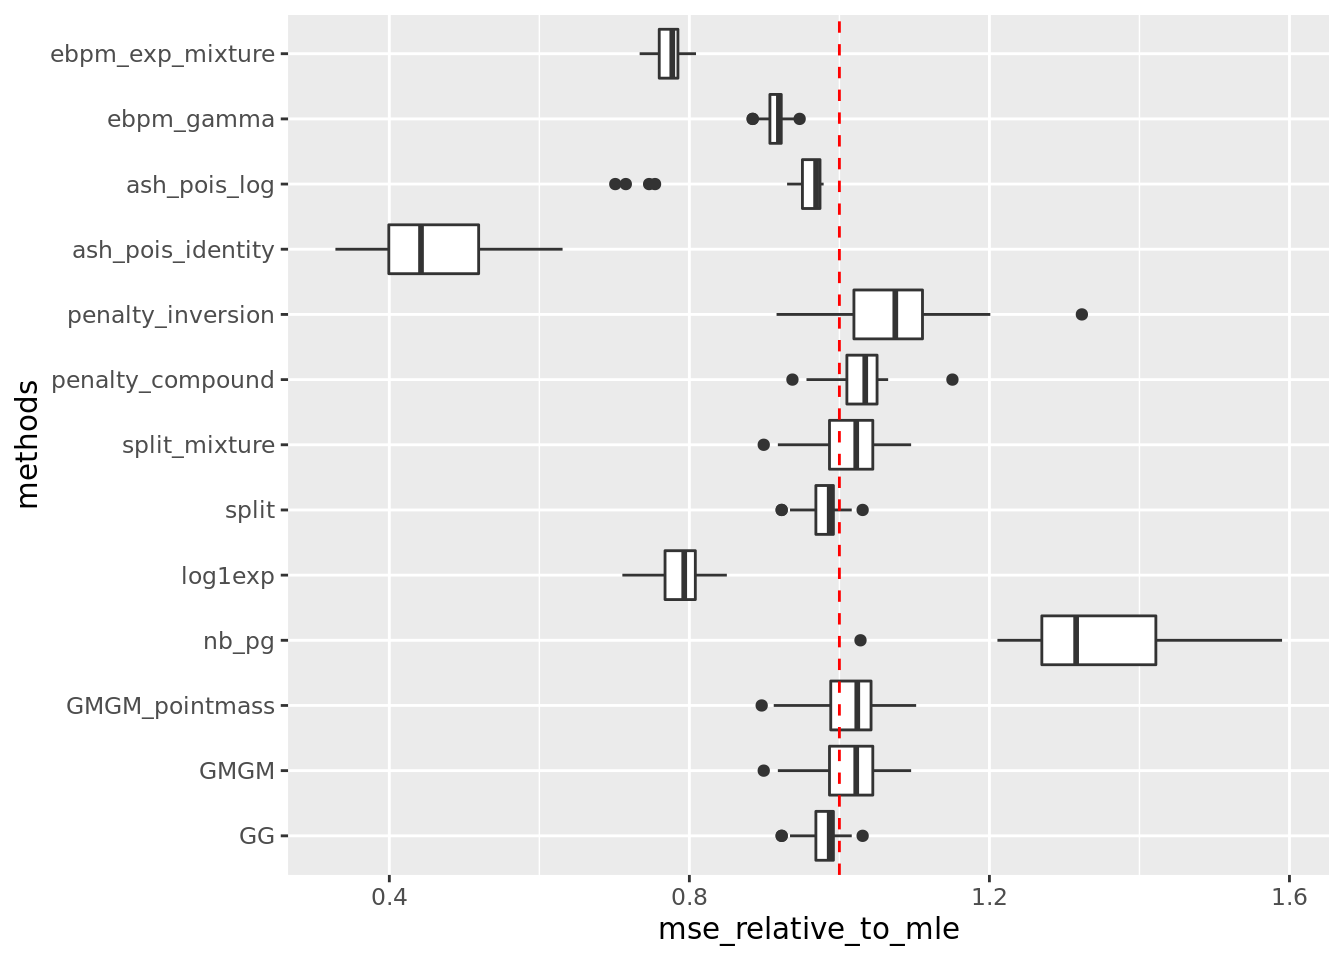 ebpm_exp_mixture
ebpm_gamma
ash_pois_log
ash_pois_identity
penalty_inversion
penalty_compound
split_mixture
split
log1exp
nb_pg
GMGM_pointmass
GMGM
GG
methods
0.4 0.8 1.2 1.6
mse_relative_to_mle